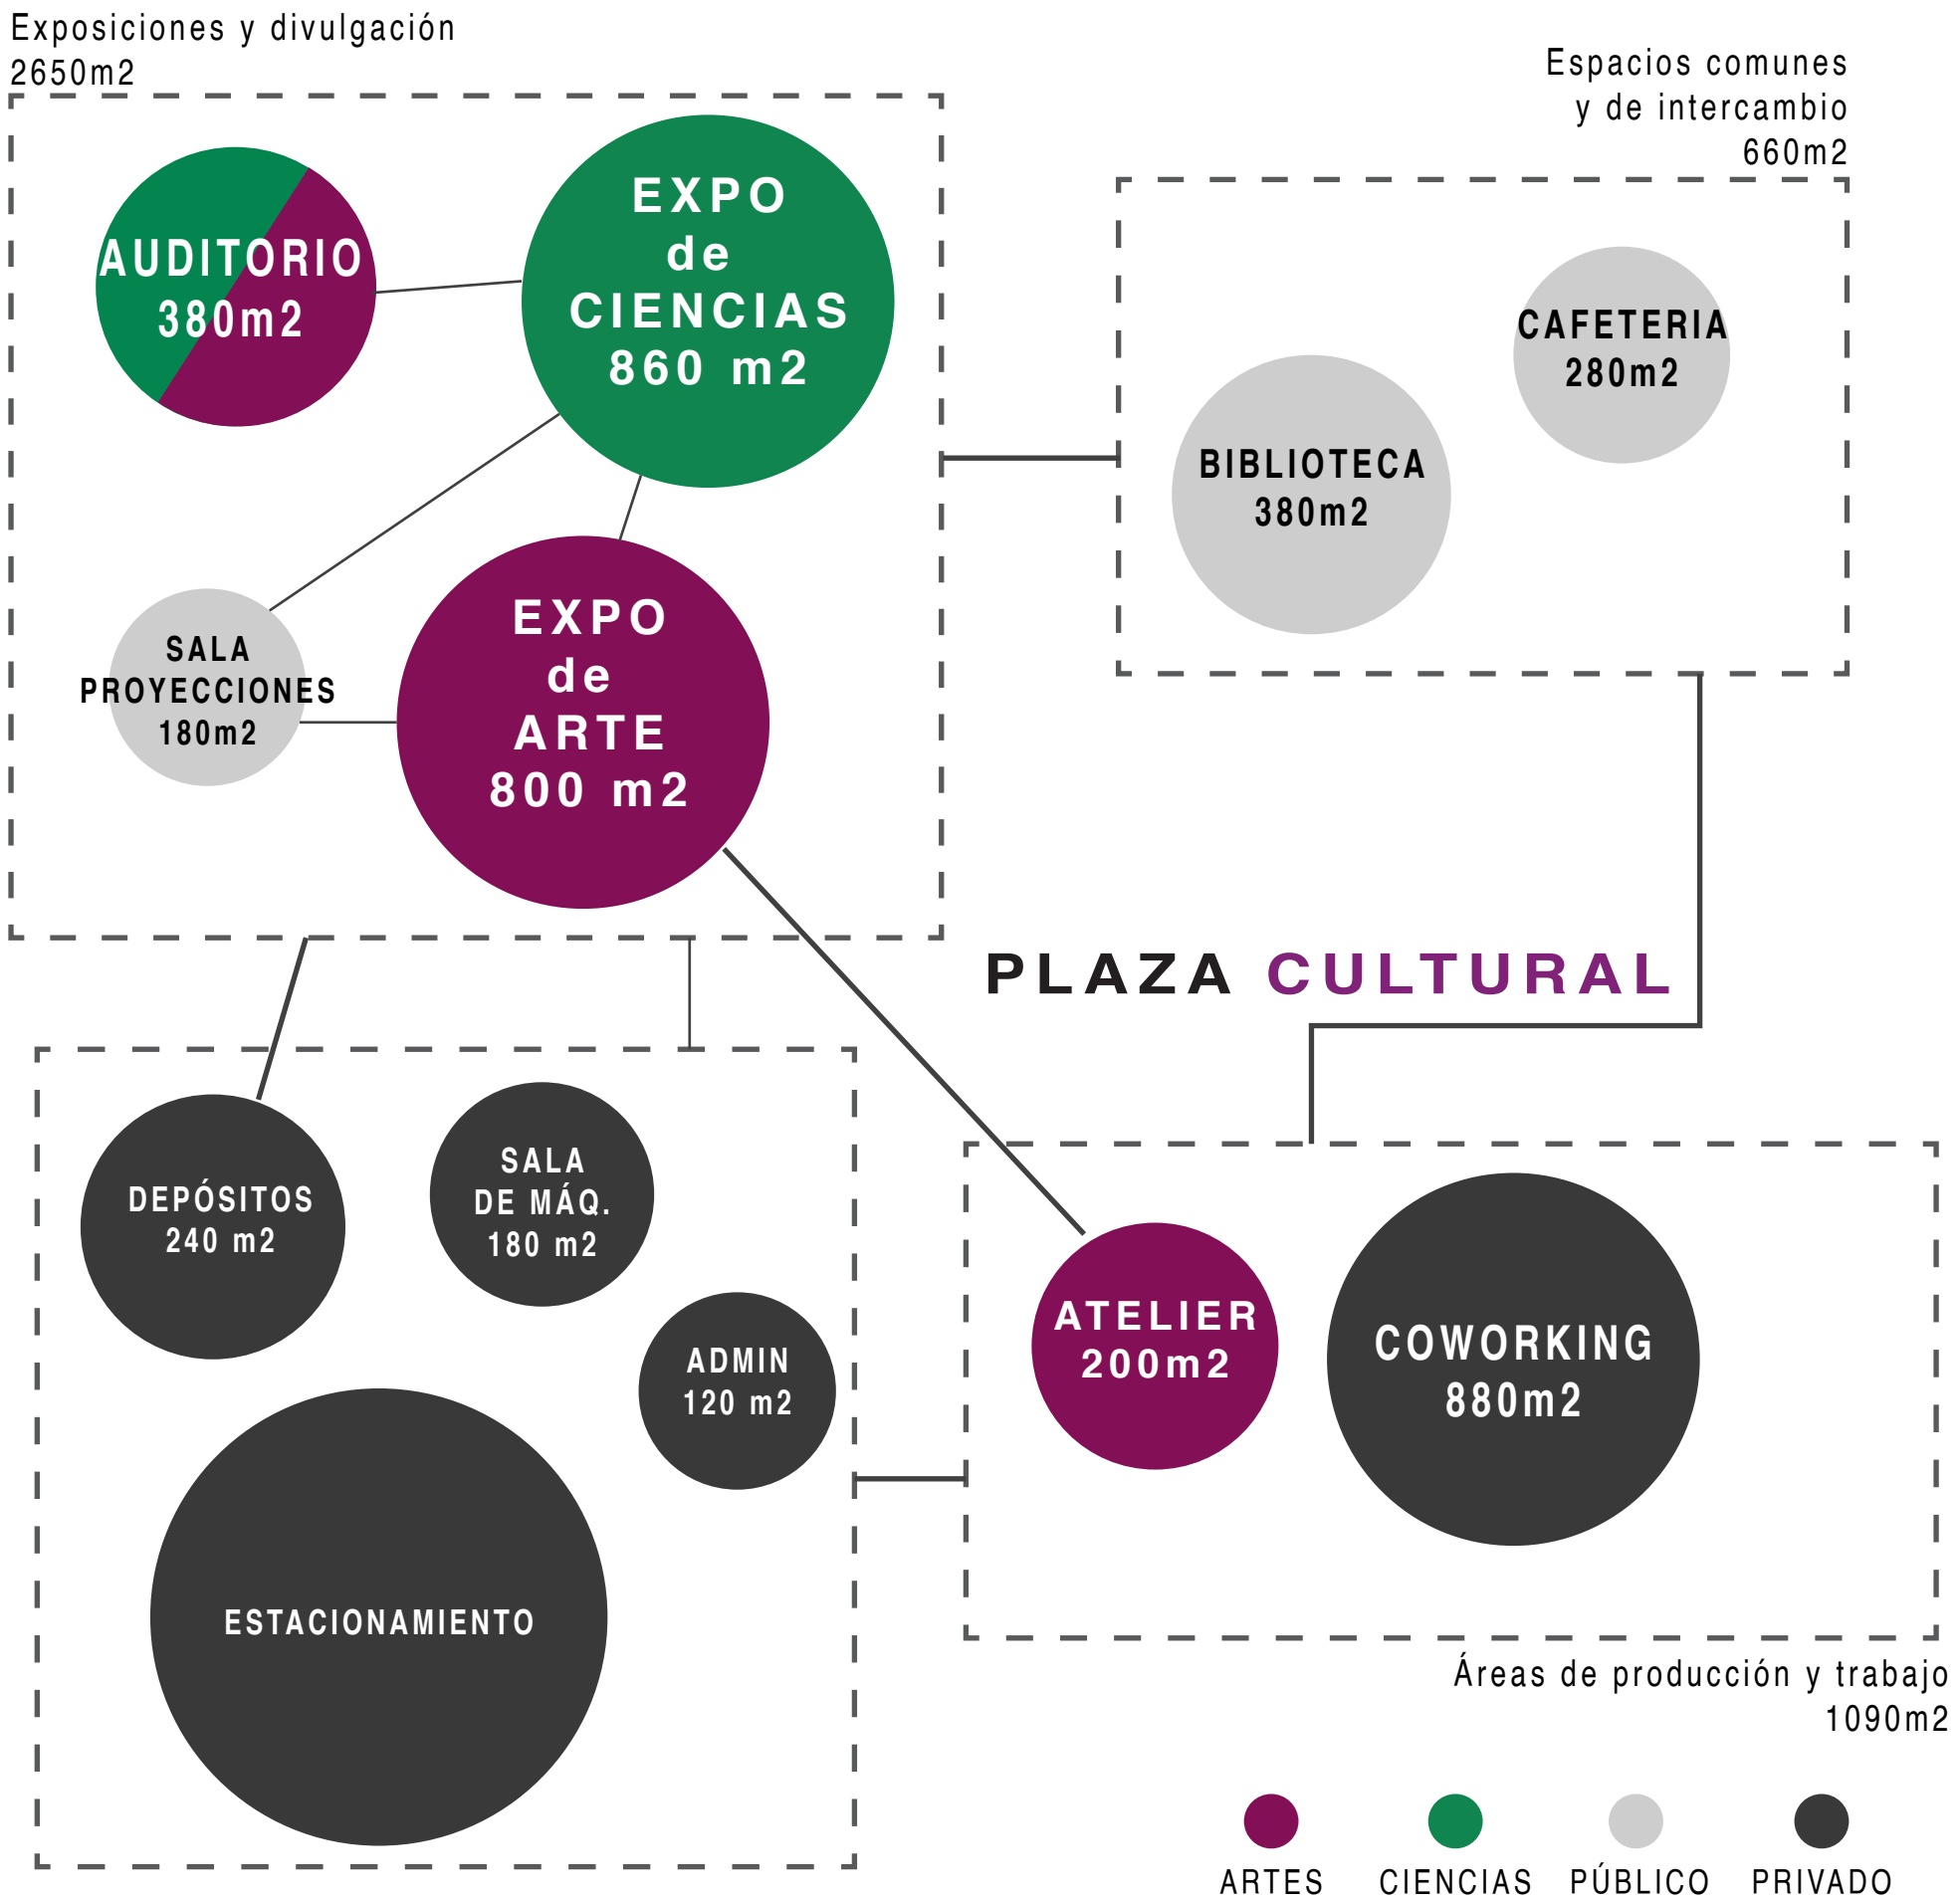 Exposiciones y divulgación
2650m2
Espacios comunes
y de intercambio
660m2
AUDITORIO
380m2
EXPO
de
CIENCIAS
860 m2
CAFETERIA
280m2
BIBLIOTECA
380m2
SALA
PROYECCIONES
180m2
EXPO
de
ARTE
800 m2
PLAZA CULTURAL
DEPÓSITOS
240 m2
SALA
DE MÁQ.
180 m2
ADMIN
120 m2
ESTACIONAMIENTO
ATELIER
200m2
COWORKING
880m2
Áreas de producción y trabajo
1090m2
ARTES CIENCIAS PÚBLICO PRIVADO